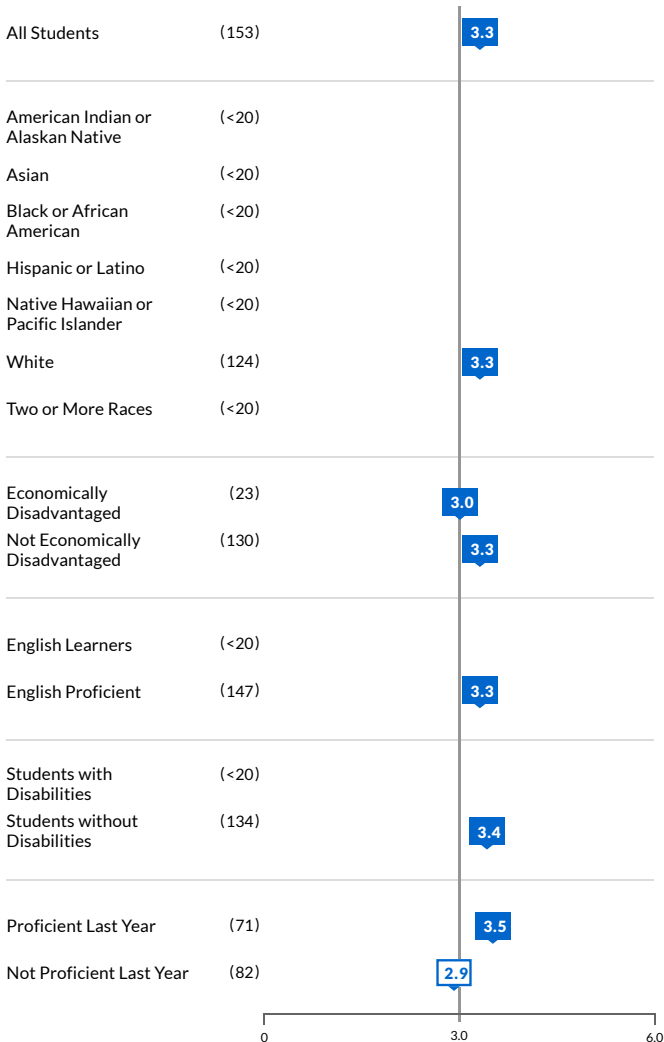 All Students (153) 3.3
American Indian or (<20)
Alaskan Native
Asian (<20)
Black or African (<20)
American
Hispanic or Latino (<20)
Native Hawaiian or (<20)
Pacific Islander
White (124) 3.3
Two or More Races (<20)
Economically (23) 3.0
Disadvantaged
Not Economically (130) 3.3
Disadvantaged
English Learners (<20)
English Proficient (147) 3.3
Students with (<20)
Disabilities
Students without (134) 3.4
Disabilities
Proficient Last Year (71) 3.5
Not Proficient Last Year (82) 2.9
0 3.0 6.0